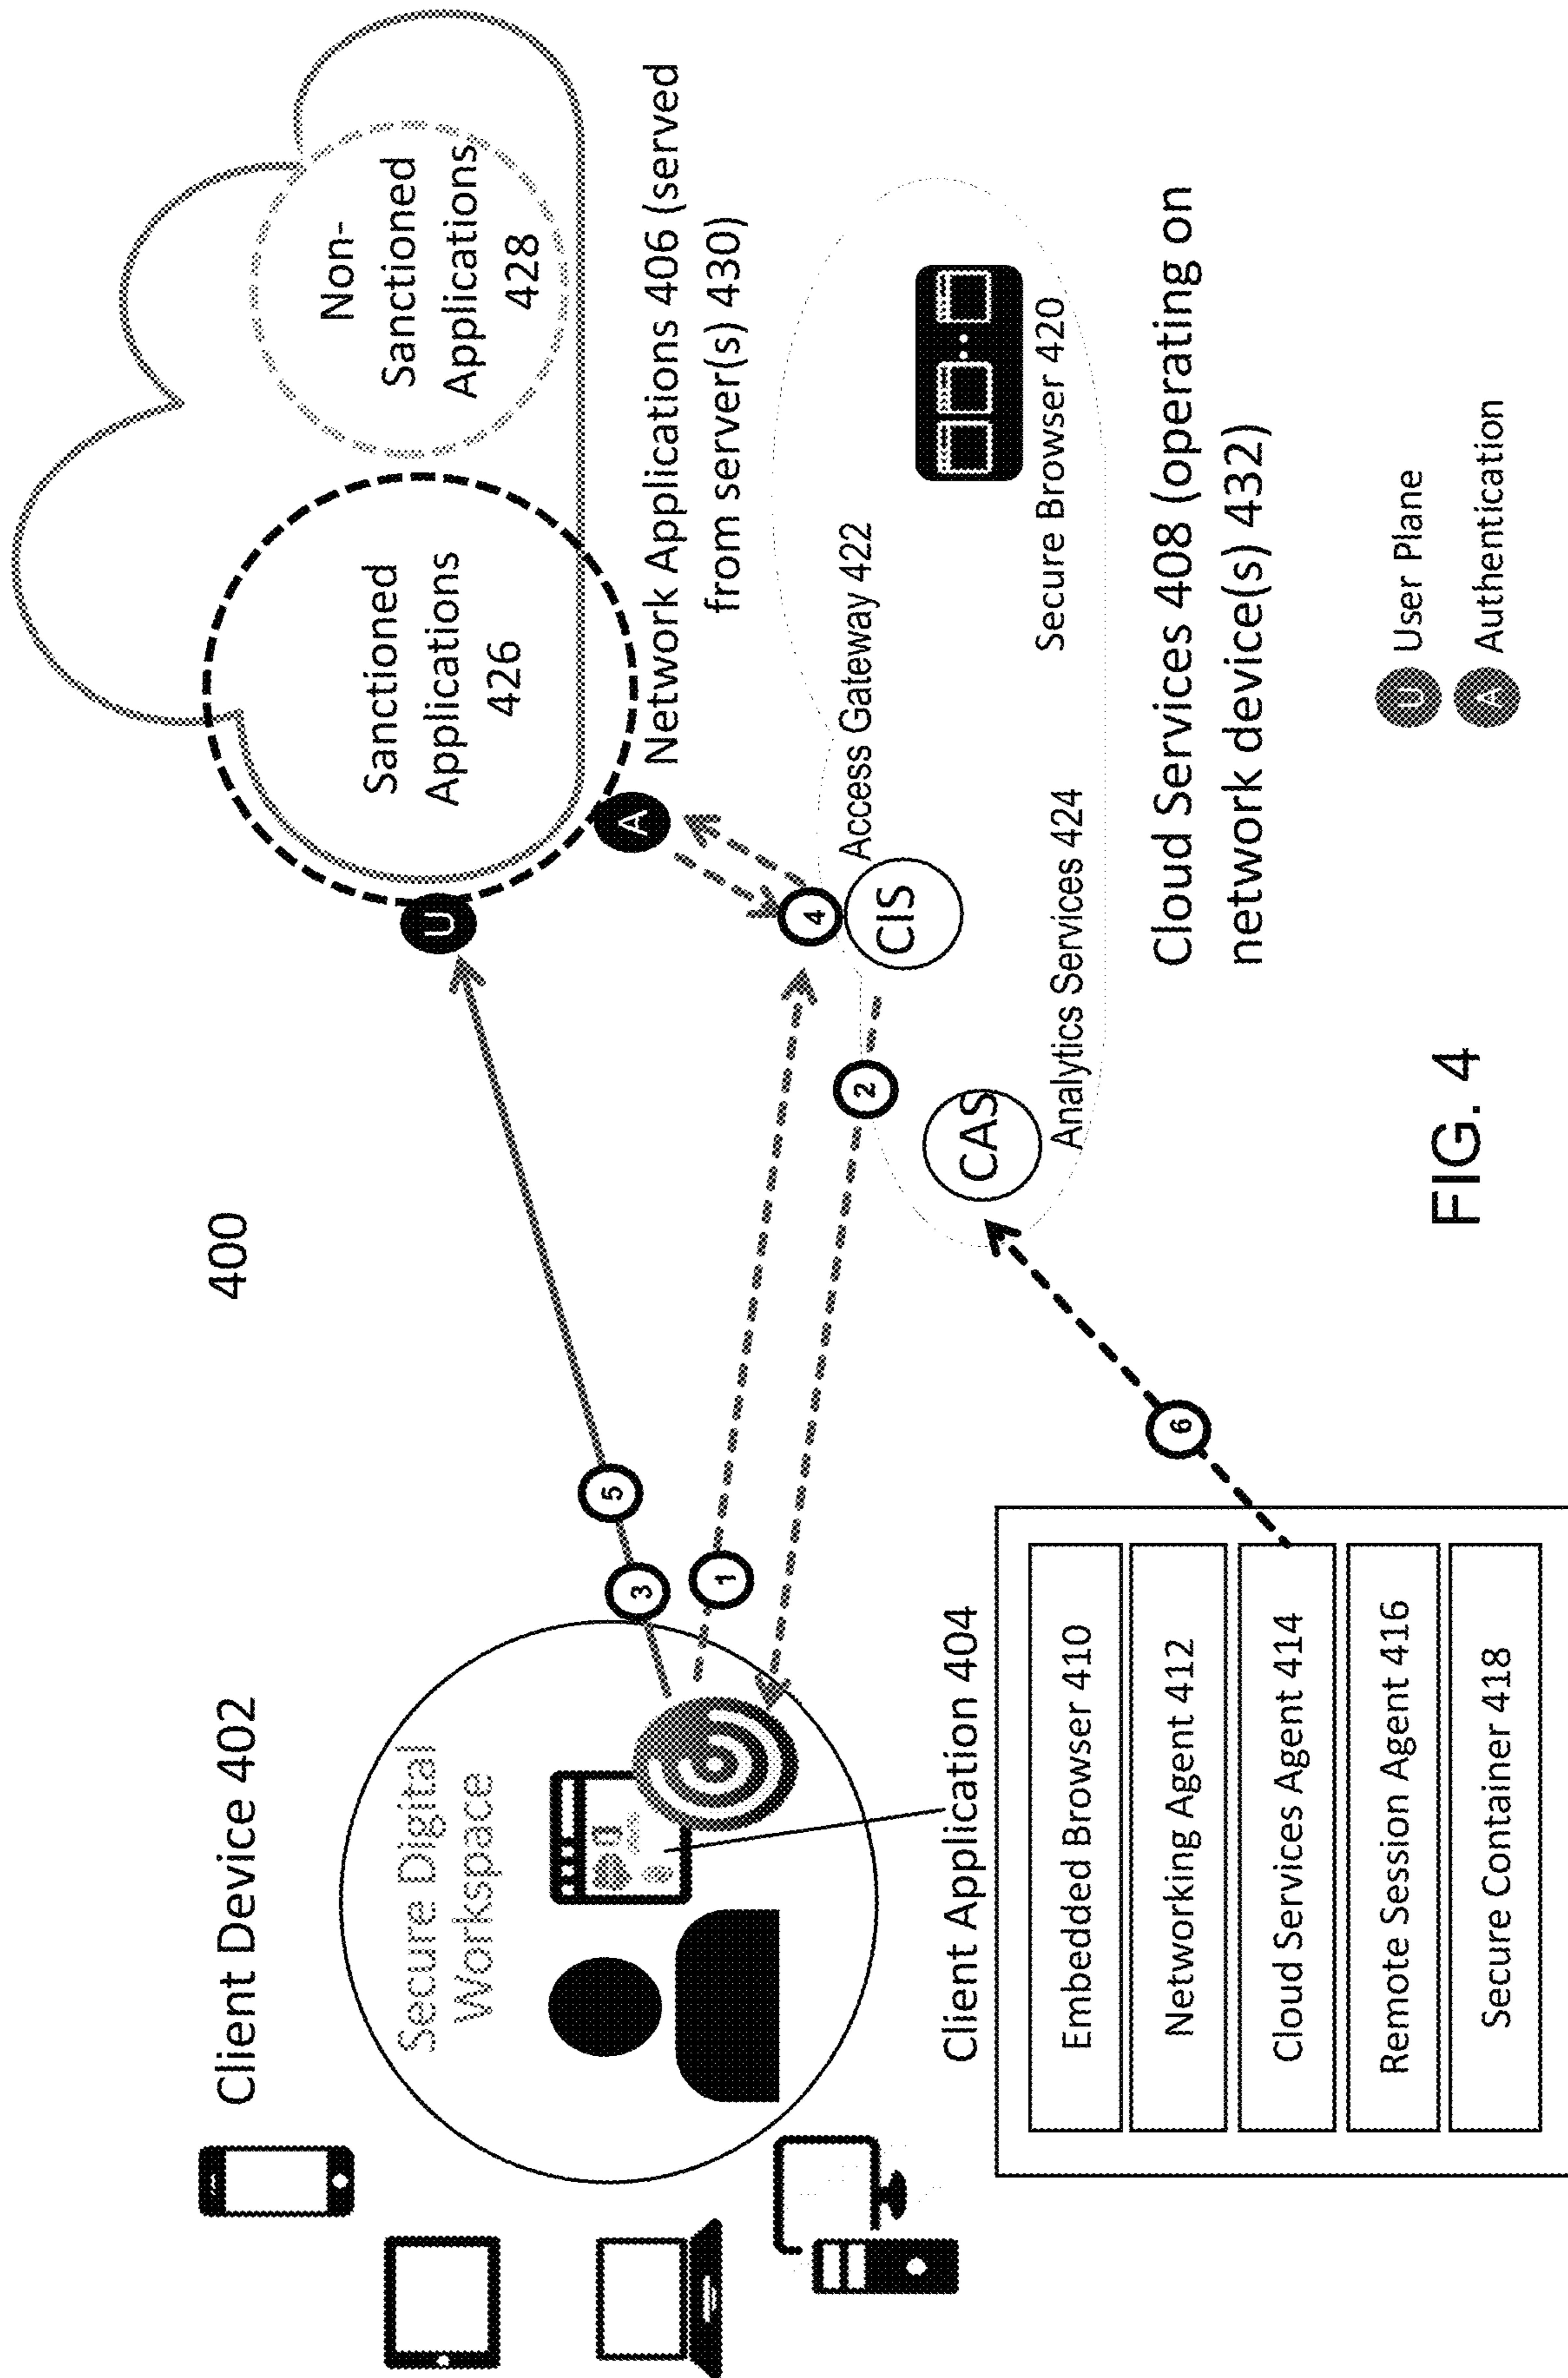 400
Client Device 402
Secure Digital
Workspace
3
5
1
2
4
6
U
A
Sanctioned
Applications
426
Non-
Sanctioned
Applications
428
Network Applications 406 (served
from server(s) 430)
Access Gateway 422
CIS
CAS
Analytics Services 424
Secure Browser 420
Cloud Services 408 (operating on
network device(s) 432)
Client Application 404
Embedded Browser 410
Networking Agent 412
Cloud Services Agent 414
Remote Session Agent 416
Secure Container 418
U User Plane
A Authentication
FIG. 4